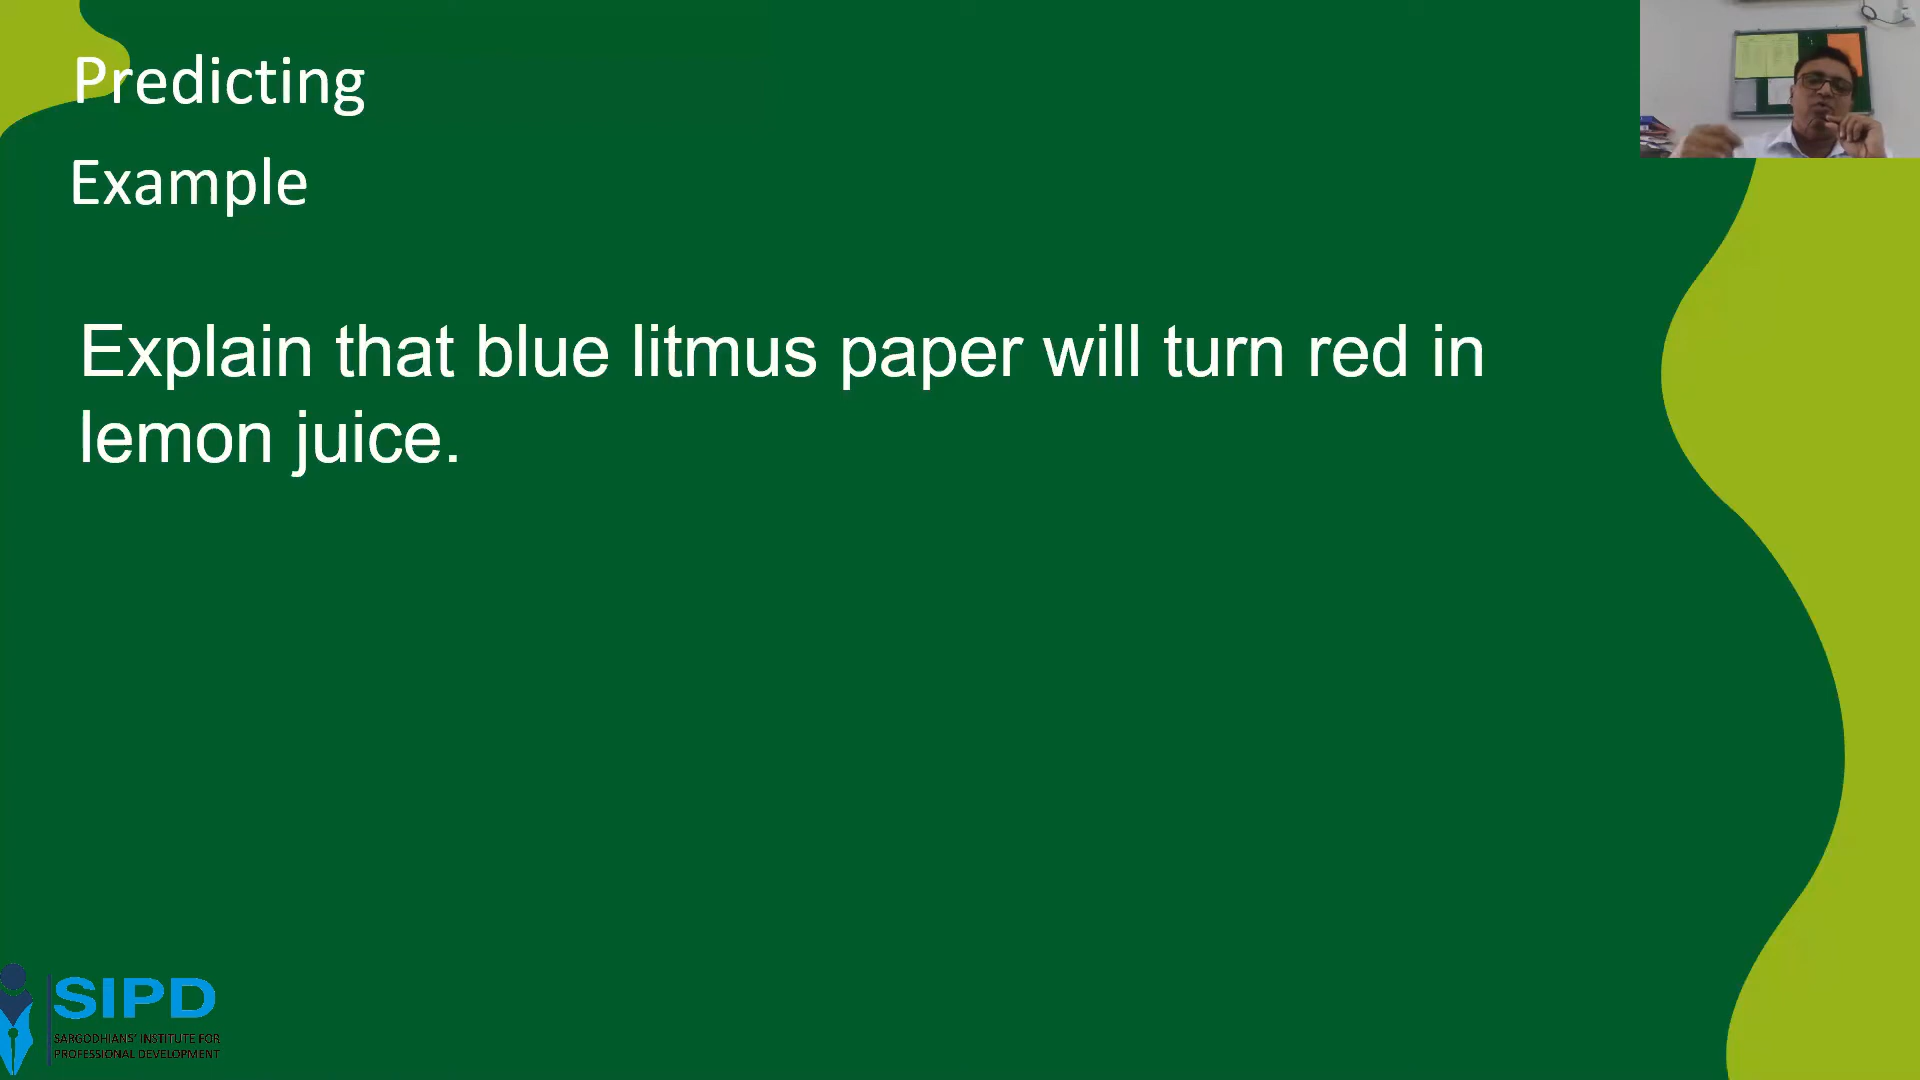 Predicting
Example
Explain that blue litmus paper will turn red in
lemon juice.
SIPD
SARGODHIANS' INSTITUTE FOR
PROFESSIONAL DEVELOPMENT